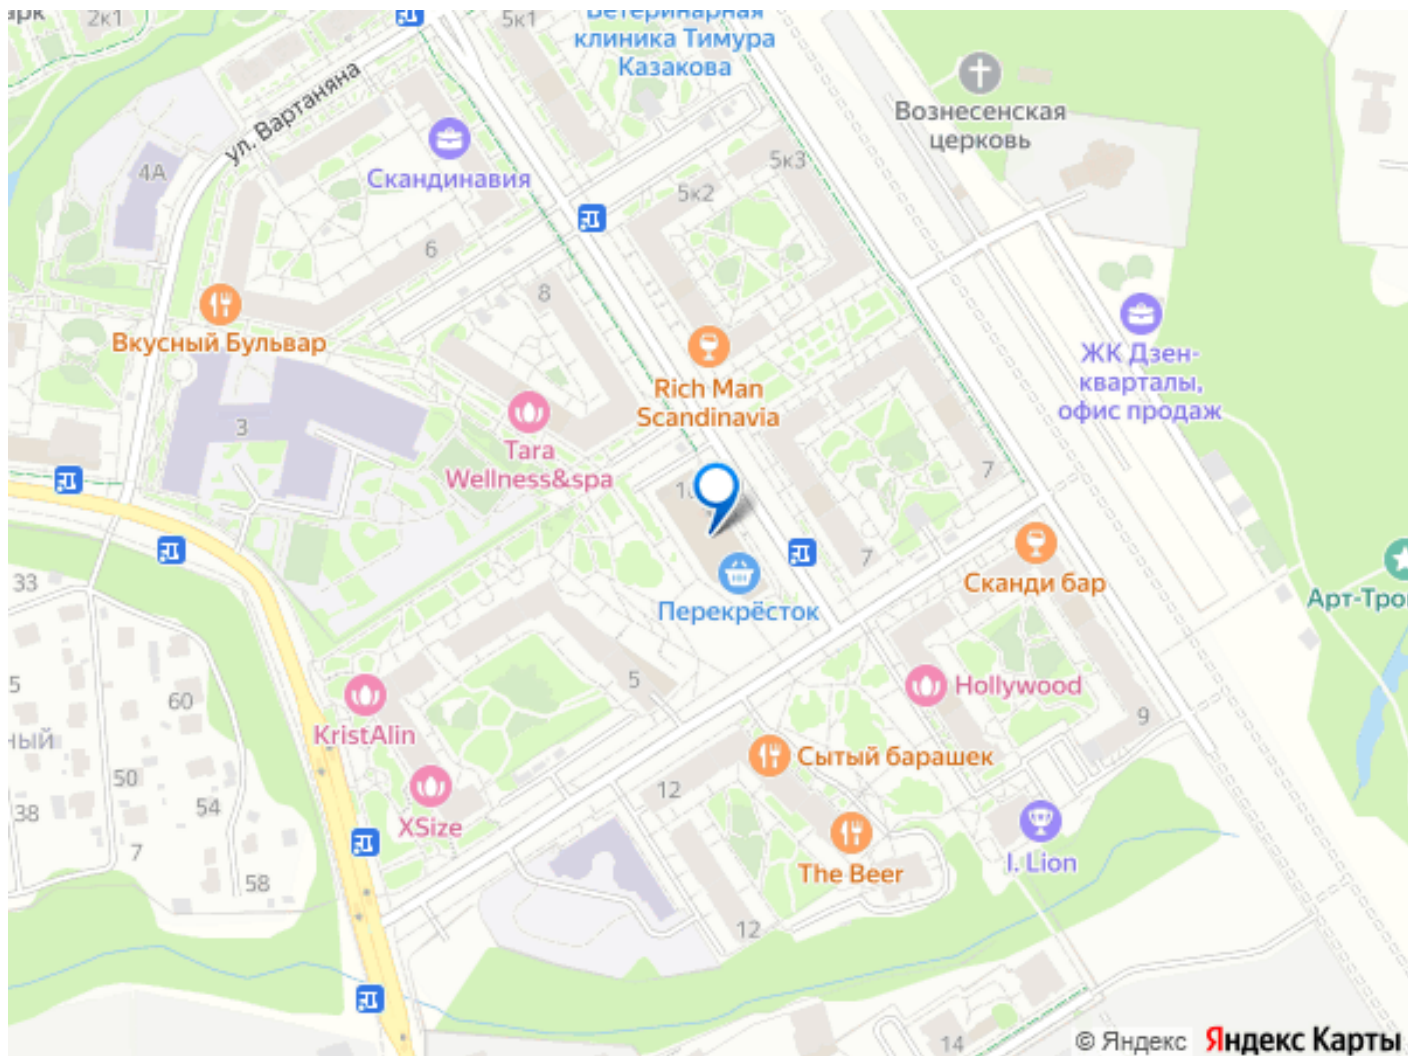 2к1
5к1
Ветеринарная
клиника Тимура
Казакова
Вознесенская
церковь
ул. Вартаняна
4А
Скандинавия
5к3
5к2
6
8
Вкусный Бульвар
Rich Man
Scandinavia
ЖК Дзен-
кварталы,
офис продаж
3
Tara
Wellness&spa
7
7
Сканди бар
33
Перекрёсток
5
60
5
KristAlin
Hollywood
9
50
54
38
12
Сытый барашек
XSize
7
58
The Beer
I. Lion
12
14
© Яндекс
Яндекс Карты